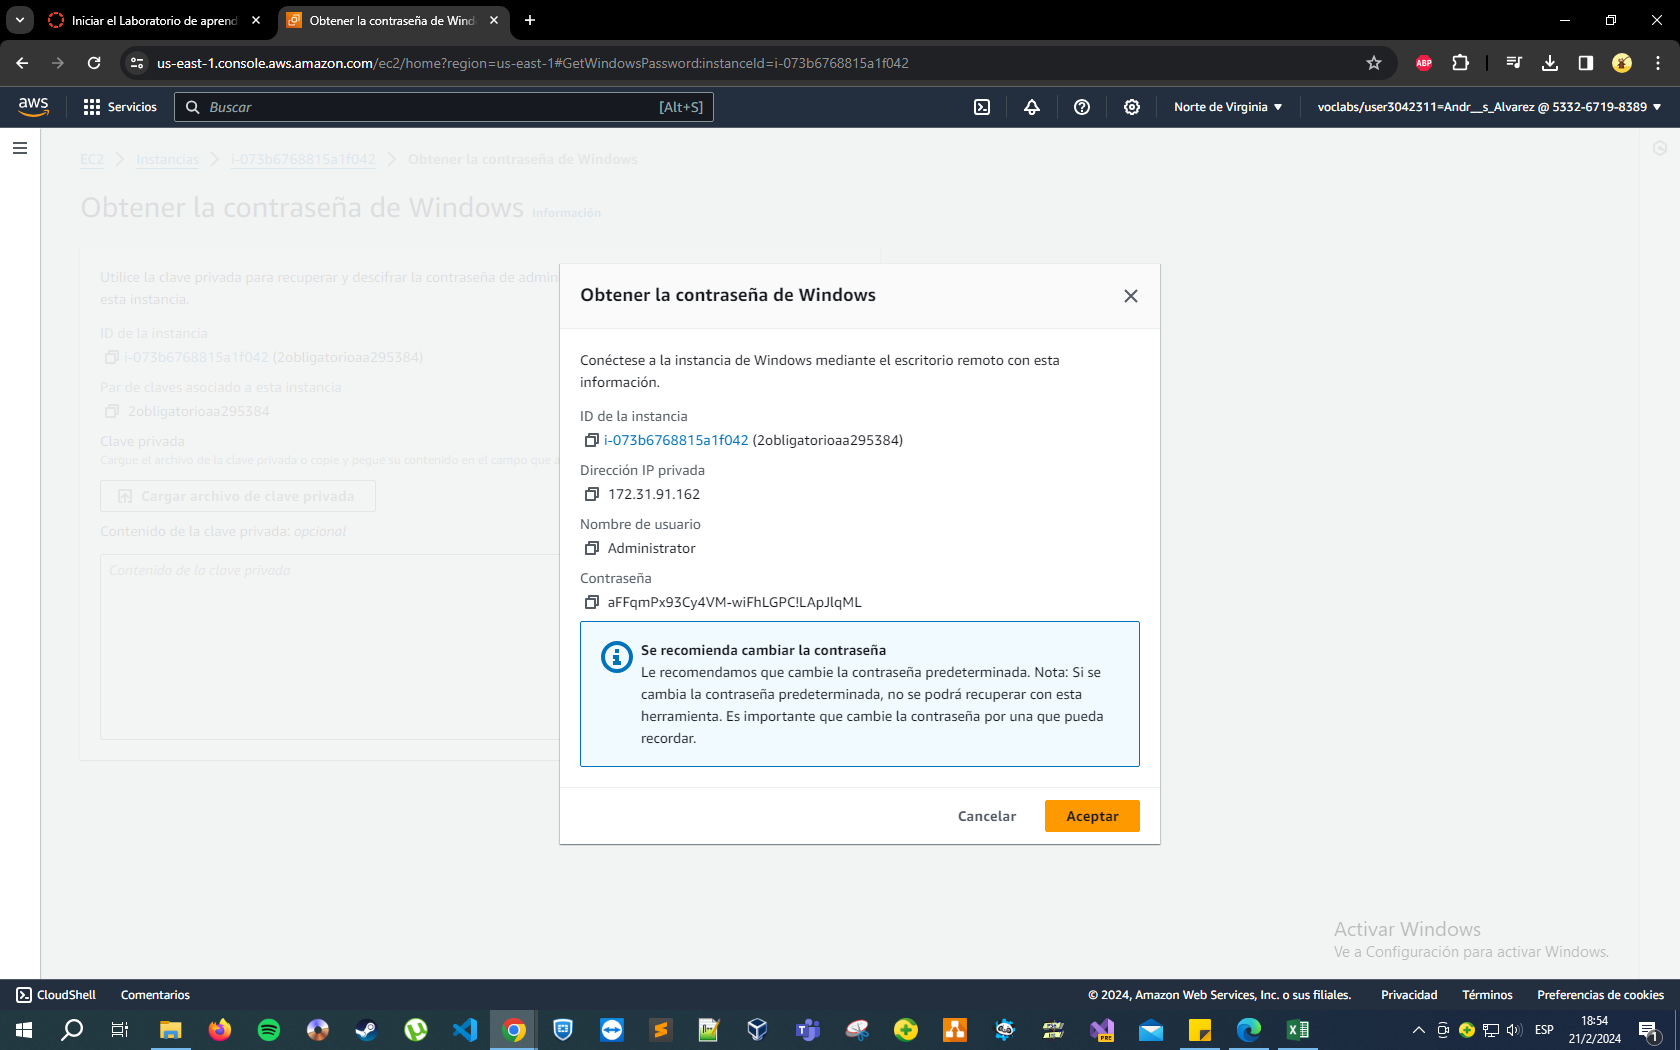 Iniciar el Laboratorio de aprend
Obtener la contraseña de Wind
us-east-1.console.aws.amazon.com/ec2/home?region=us-east-1#GetWindowsPassword:instanceId=i-073b6768815a1f042
ABP
aws
Servicios
Buscar
[Alt+S]
Norte de Virginia
voclabs/user3042311=Andr__s_Alvarez @ 5332-6719-8389
EC2
Instancias
i-073b6768815a1f042
Obtener la contraseña de Windows
Obtener la contraseña de Windows
Información
Utilice la clave privada para recuperar y descifrar la contraseña de admin
esta instancia.
ID de la instancia
i-073b6768815a1f042 (2obligatorioaa295384)
Par de claves asociado a esta instancia
2obligatorioaa295384
Clave privada
Cargue el archivo de la clave privada o copie y pegue su contenido en el campo que a
Cargar archivo de clave privada
Contenido de la clave privada: opcional
Contenido de la clave privada
Obtener la contraseña de Windows
Conéctese a la instancia de Windows mediante el escritorio remoto con esta
información.
ID de la instancia
i-073b6768815a1f042 (2obligatorioaa295384)
Dirección IP privada
172.31.91.162
Nombre de usuario
Administrator
Contraseña
aFFqmPx93Cy4VM-wiFhLGPC!LApJlqML
Se recomienda cambiar la contraseña
Le recomendamos que cambie la contraseña predeterminada. Nota: Si se
cambia la contraseña predeterminada, no se podrá recuperar con esta
herramienta. Es importante que cambie la contraseña por una que pueda
recordar.
Cancelar
Aceptar
Activar Windows
Ve a Configuración para activar Windows.
CloudShell
Comentarios
© 2024, Amazon Web Services, Inc. o sus filiales.
Privacidad
Términos
Preferencias de cookies
PRE
ESP
18:54
21/2/2024
1